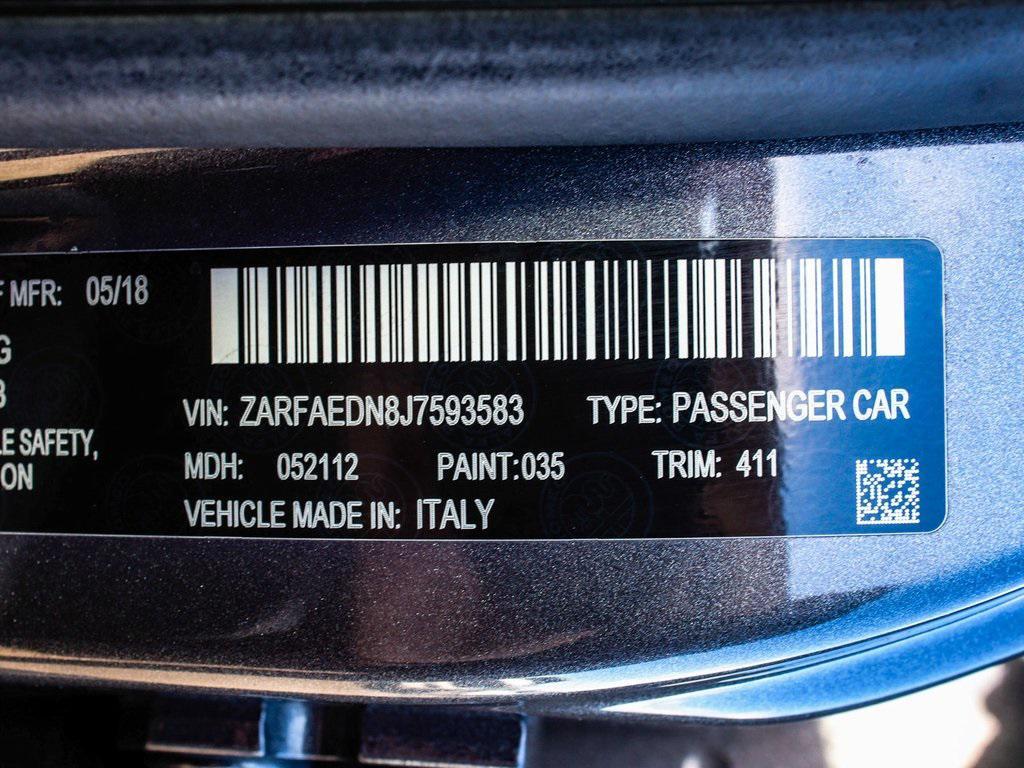 F MFR: 05/18
G
VIN: ZARFAEDN8J7593583 TYPE: PASSENGER CAR
LE SAFETY,
MDH: 052112 PAINT:035 TRIM: 411
ON
VEHICLE MADE IN: ITALY